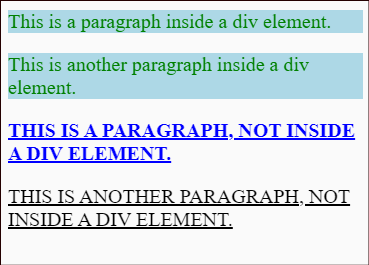 This is a paragraph inside a div element.
This is another paragraph inside a div
element.
THIS IS A PARAGRAPH, NOT INSIDE
A DIV ELEMENT.
THIS IS ANOTHER PARAGRAPH, NOT
INSIDE A DIV ELEMENT.